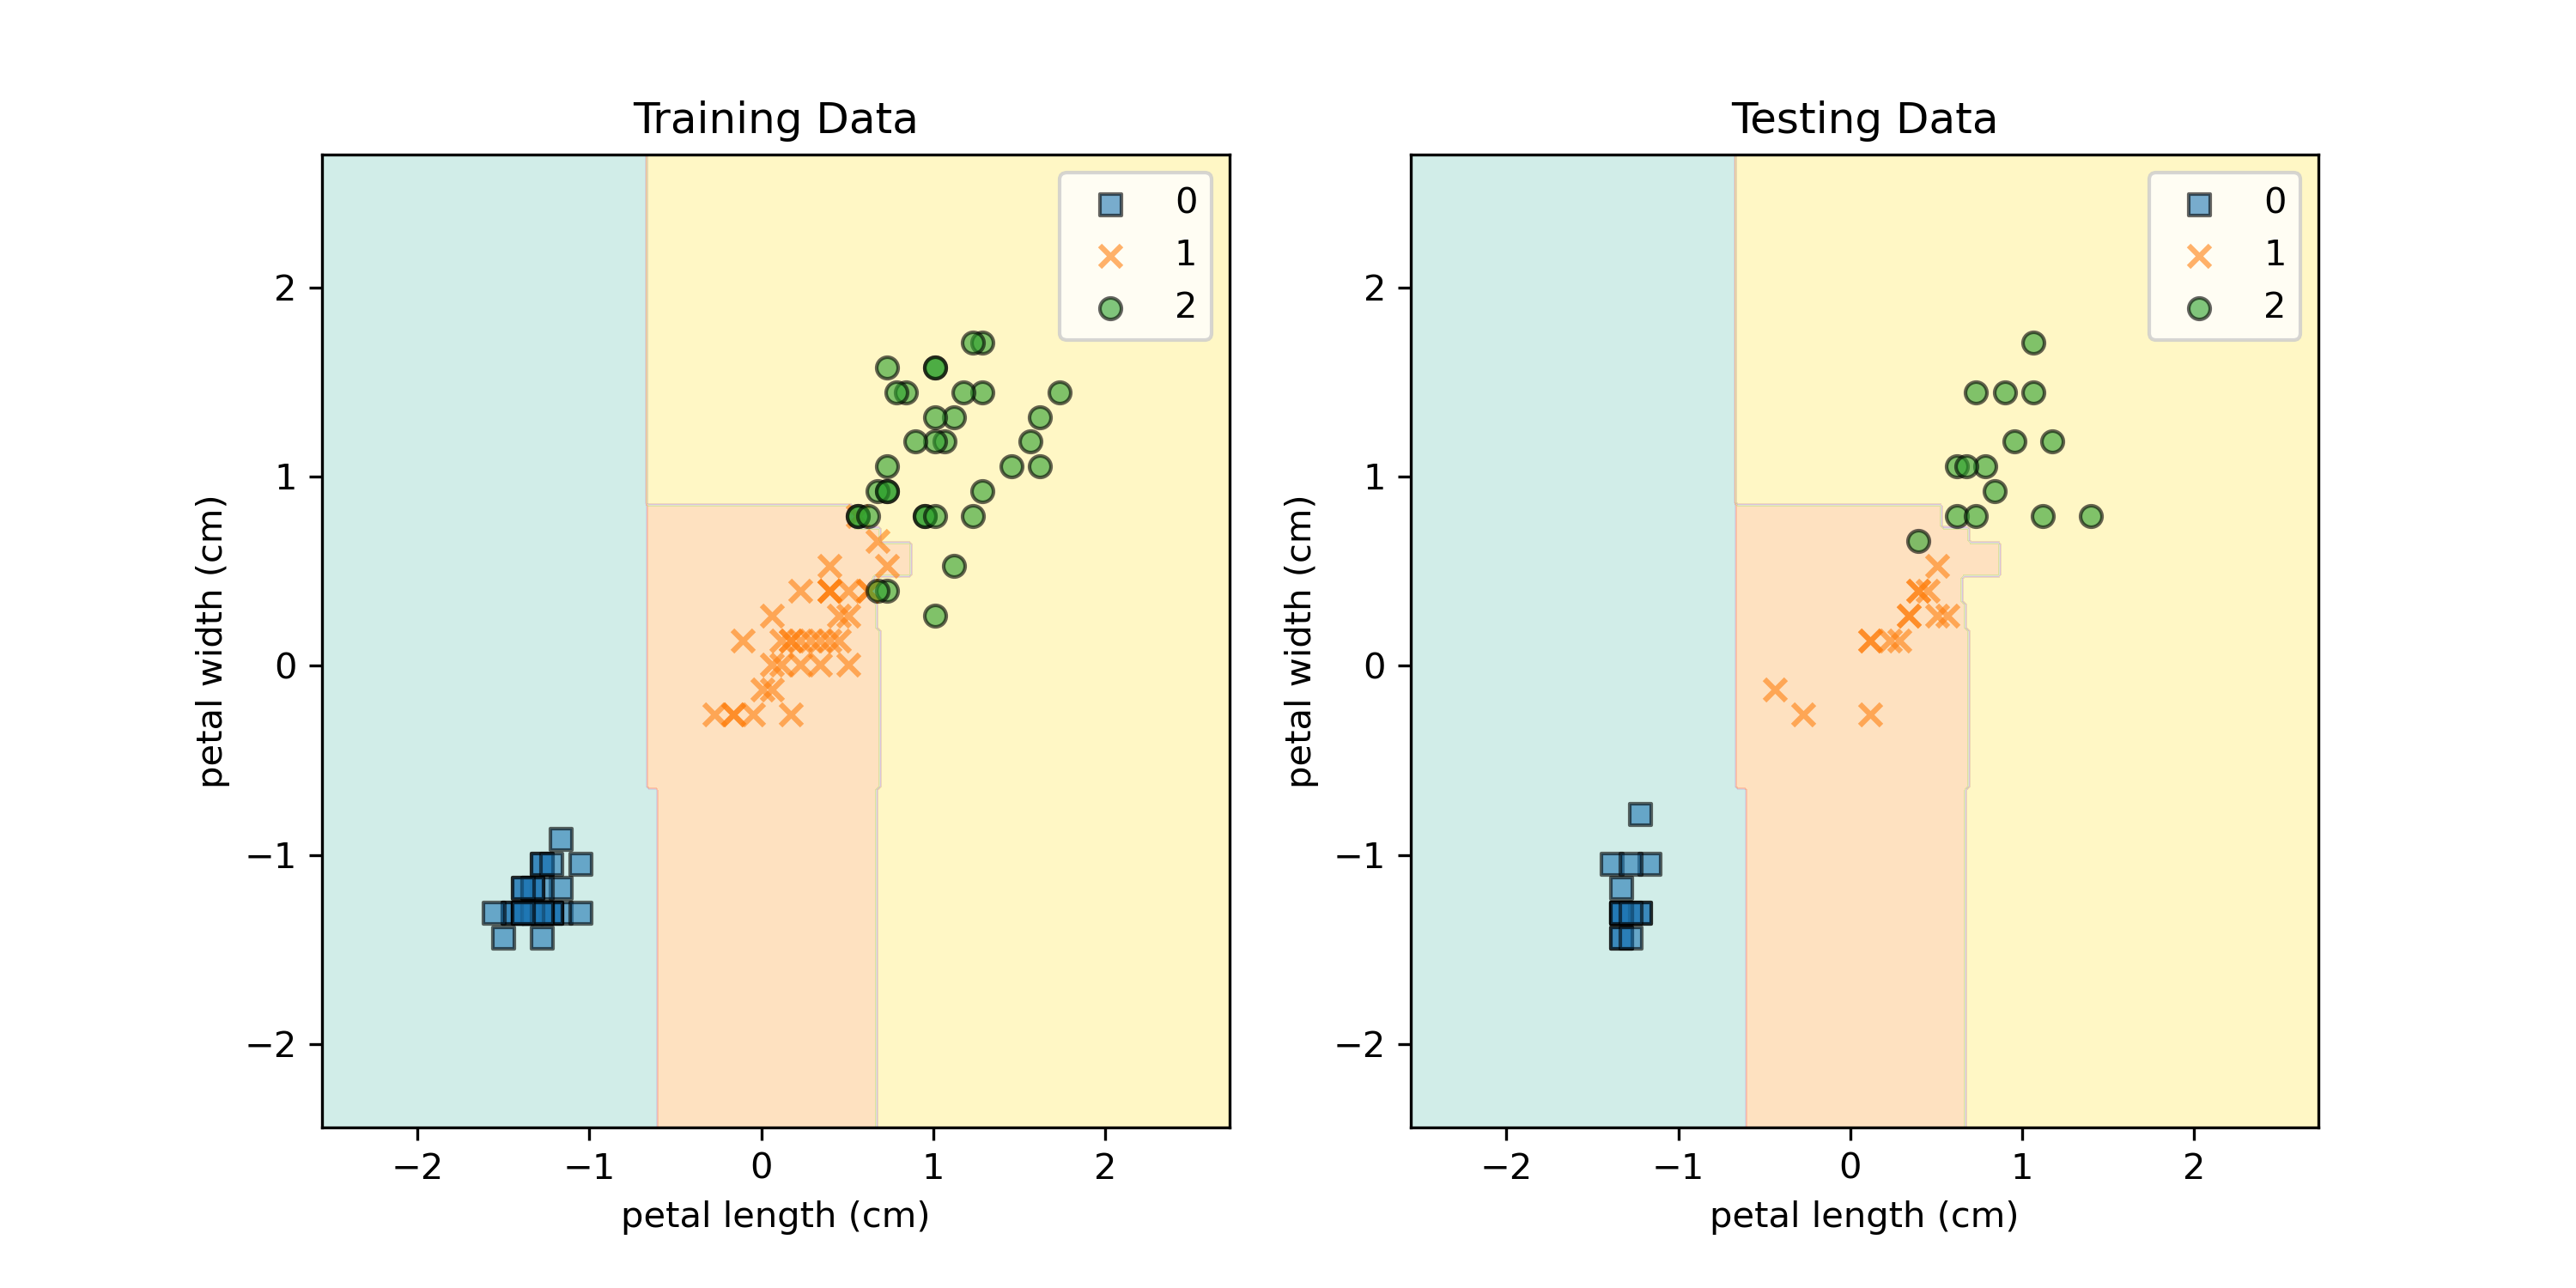 Training Data
0
1
2
petal width (cm)
2
1
0
−1
−2
−2 −1 0 1 2
petal length (cm)
Testing Data
0
1
2
petal width (cm)
2
1
0
−1
−2
−2 −1 0 1 2
petal length (cm)